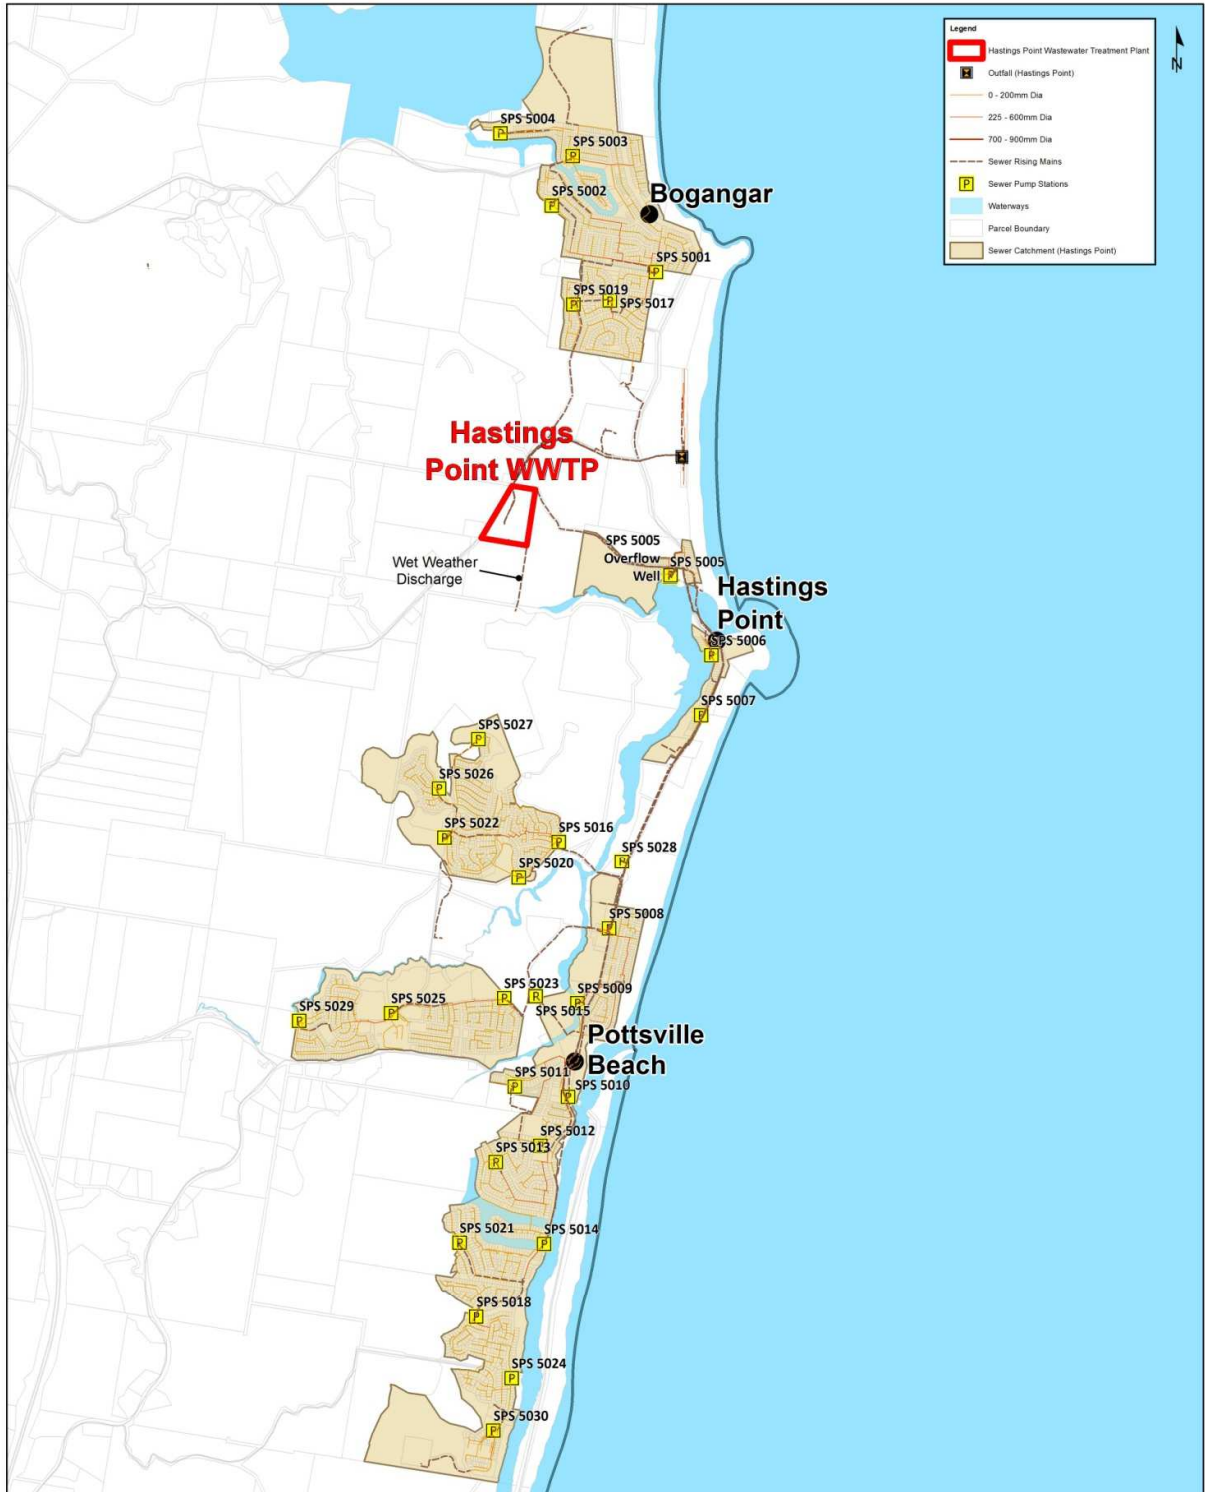 Legend
Hastings Point Wastewater Treatment Plant
Outfall (Hastings Point)
0 - 200mm Dia
225 - 600mm Dia
700 - 900mm Dia
Sewer Rising Mains
P
Sewer Pump Stations
Waterways
Parcel Boundary
Sewer Catchment (Hastings Point)
N
SPS 5004
P
SPS 5003
P
SPS 5002
P
Bogangar
SPS 5001
P
SPS 5019
P
P
SPS 5017
Hastings
Point WWTP
Wet Weather
Discharge
SPS 5005
Overflow
Well
SPS 5005
P
Hastings
Point
SPS 5006
P
SPS 5007
P
SPS 5027
P
SPS 5026
P
SPS 5022
P
SPS 5016
P
SPS 5020
P
SPS 5028
SPS 5008
P
SPS 5023
P
R
SPS 5009
P
SPS 5015
SPS 5025
P
SPS 5029
P
Pottsville
Beach
SPS 5011
P
SPS 5010
P
SPS 5012
SPS 5013
R
SPS 5021
R
SPS 5014
P
SPS 5018
P
SPS 5024
P
SPS 5030
P